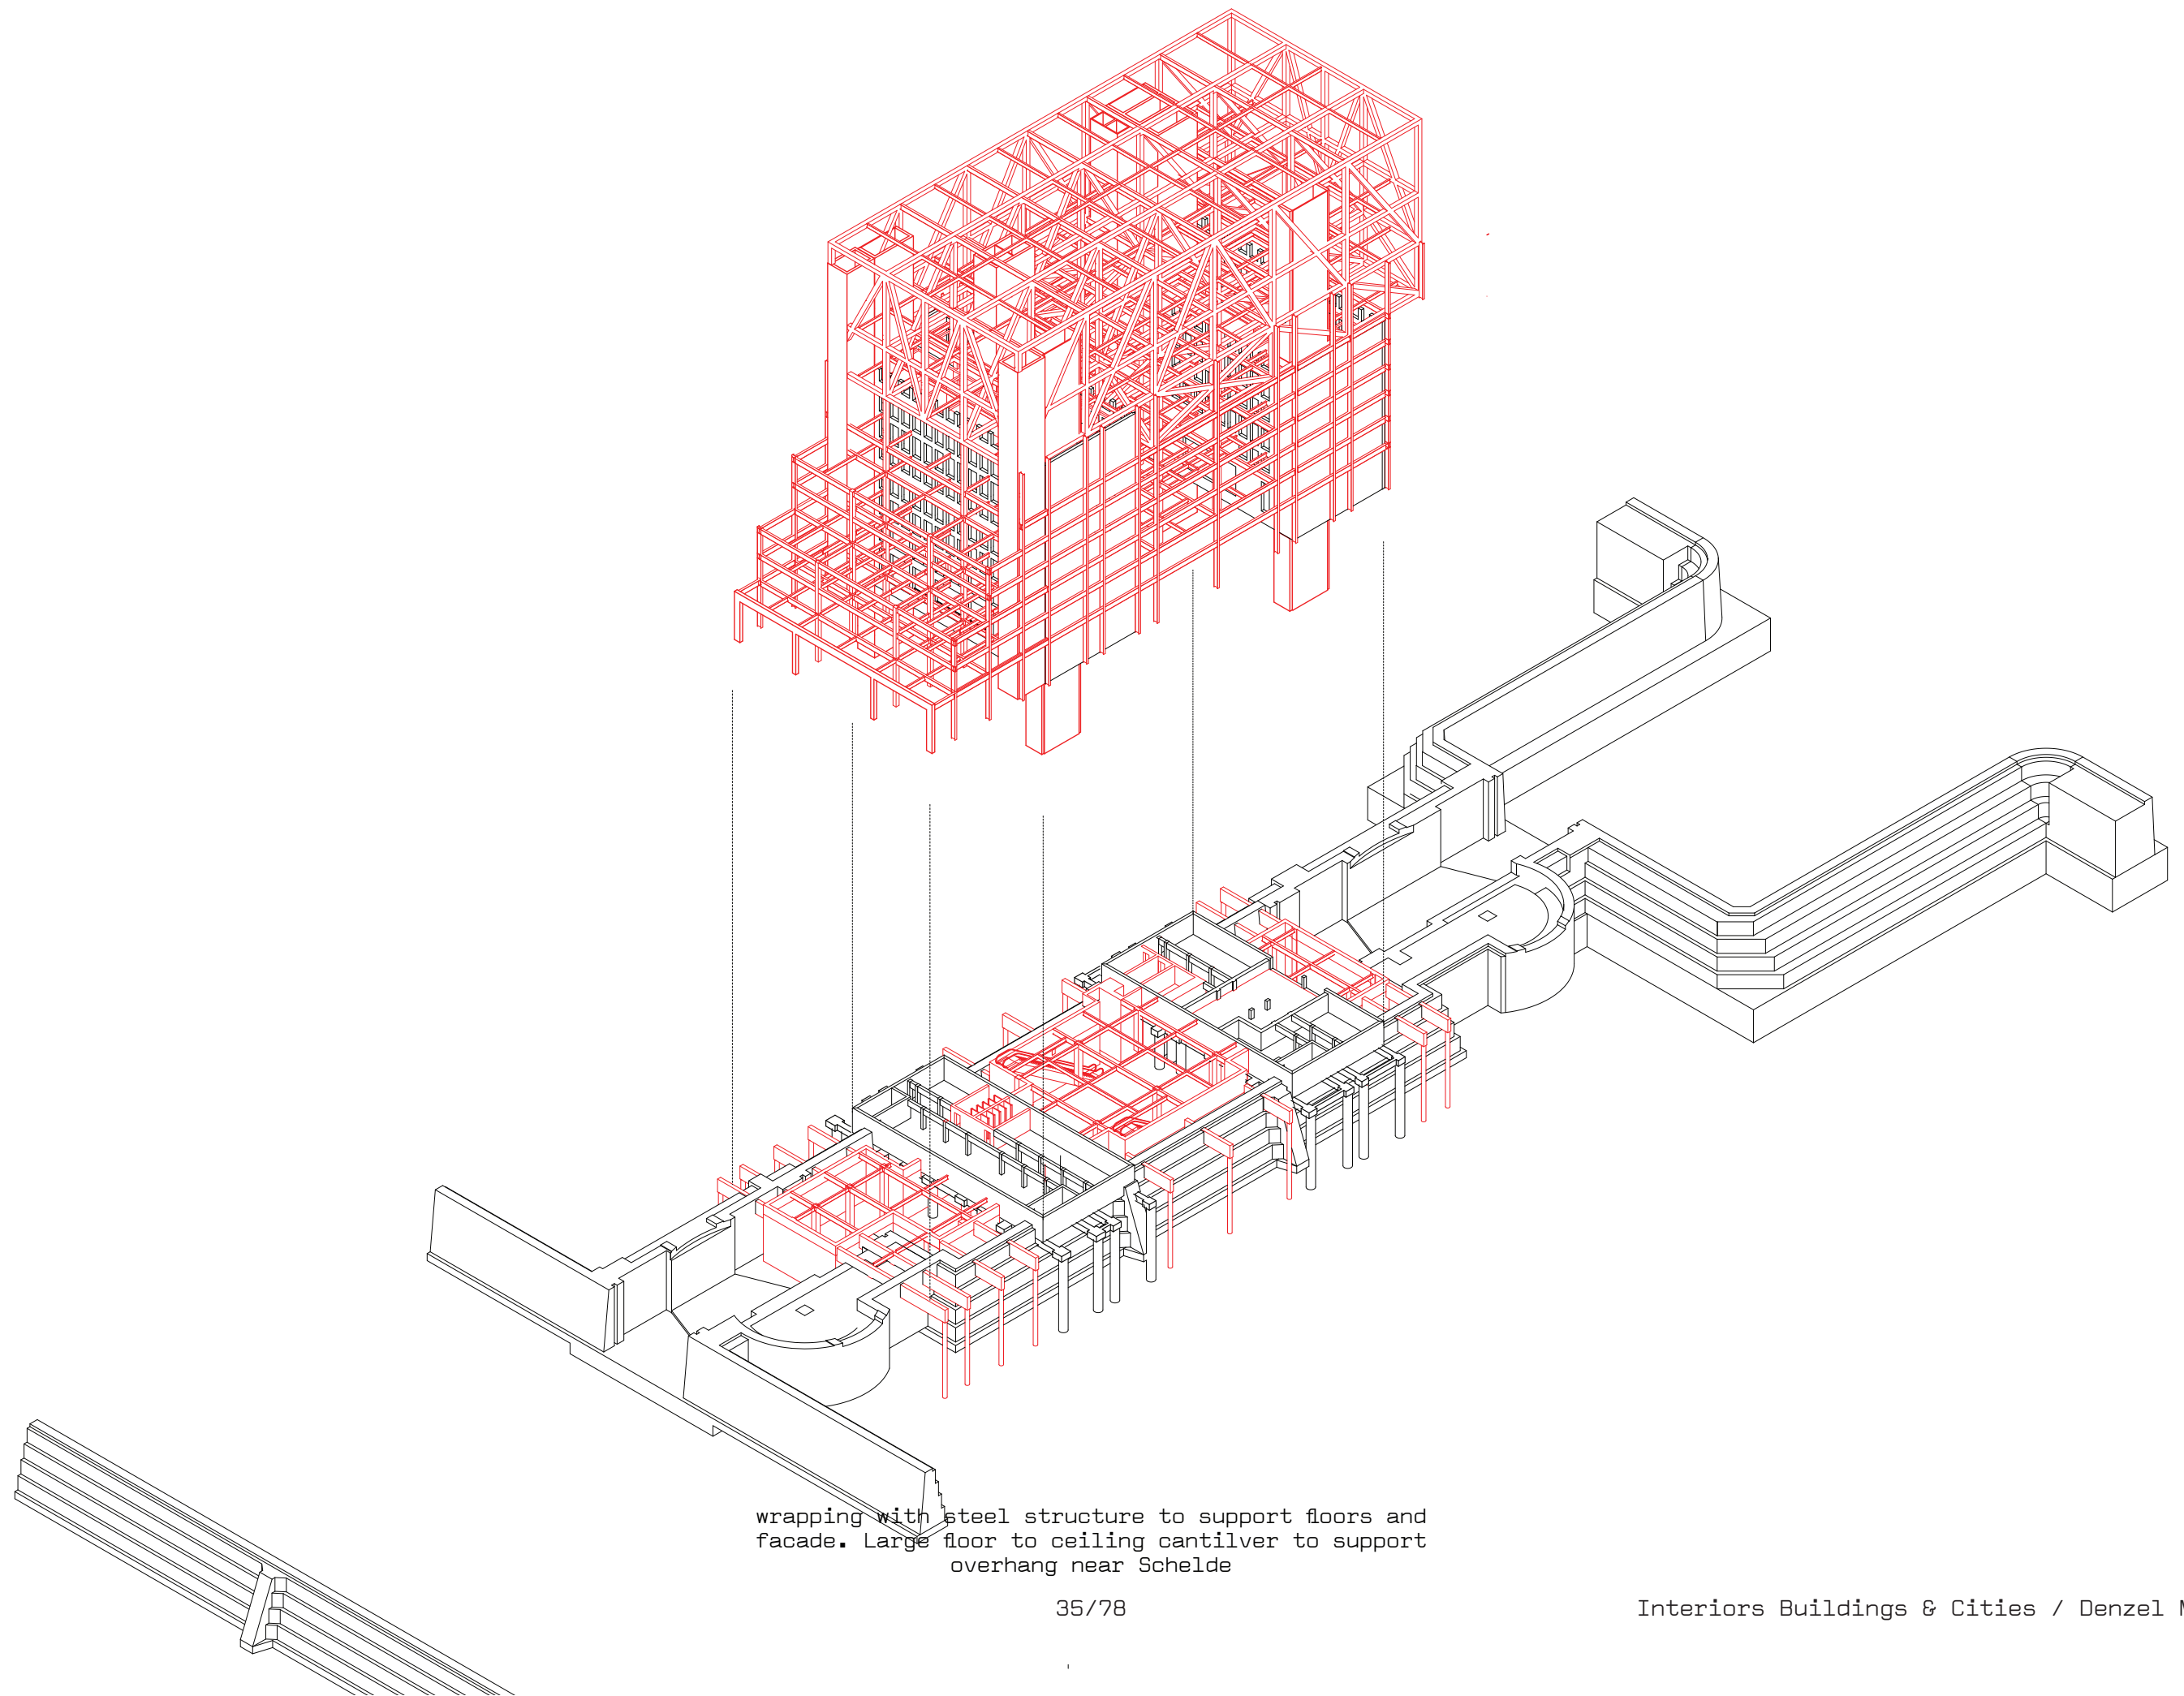 wrapping with steel structure to support floors and
facade. Large floor to ceiling cantilver to support
overhang near Schelde
35/78
Interiors Buildings & Cities / Denzel